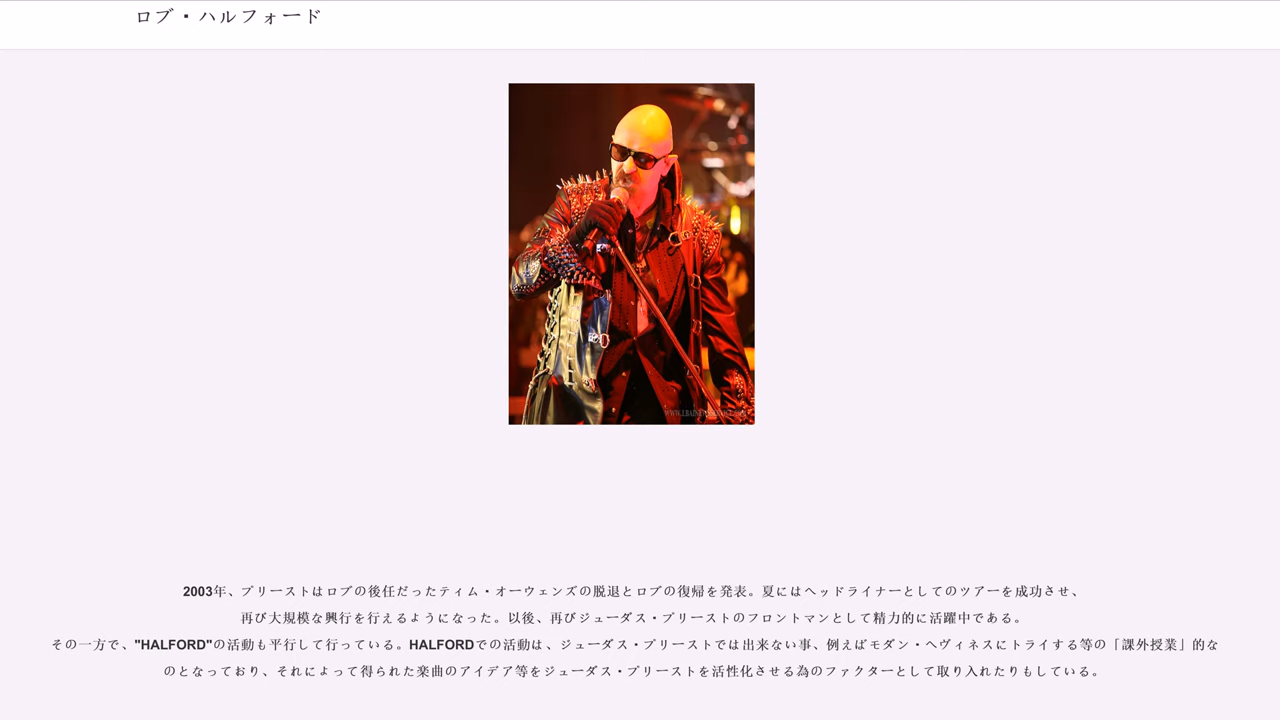 ロブ・ハルフォード
2003年、プリーストはロブの後任だったティム・オーウェンズの脱退とロブの復帰を発表。夏にはヘッドライナーとしてのツアーを成功させ、
再び大規模な興行を行えるようになった。以後、再びジューダス・プリーストのフロントマンとして精力的に活躍中である。
その一方で、"HALFORD"の活動も平行して行っている。HALFORDでの活動は、ジューダス・プリーストでは出来ない事、例えばモダン・ヘヴィネスにトライする等の「課外授業」的な
のとなっており、それによって得られた楽曲のアイデア等をジューダス・プリーストを活性化させる為のファクターとして取り入れたりもしている。